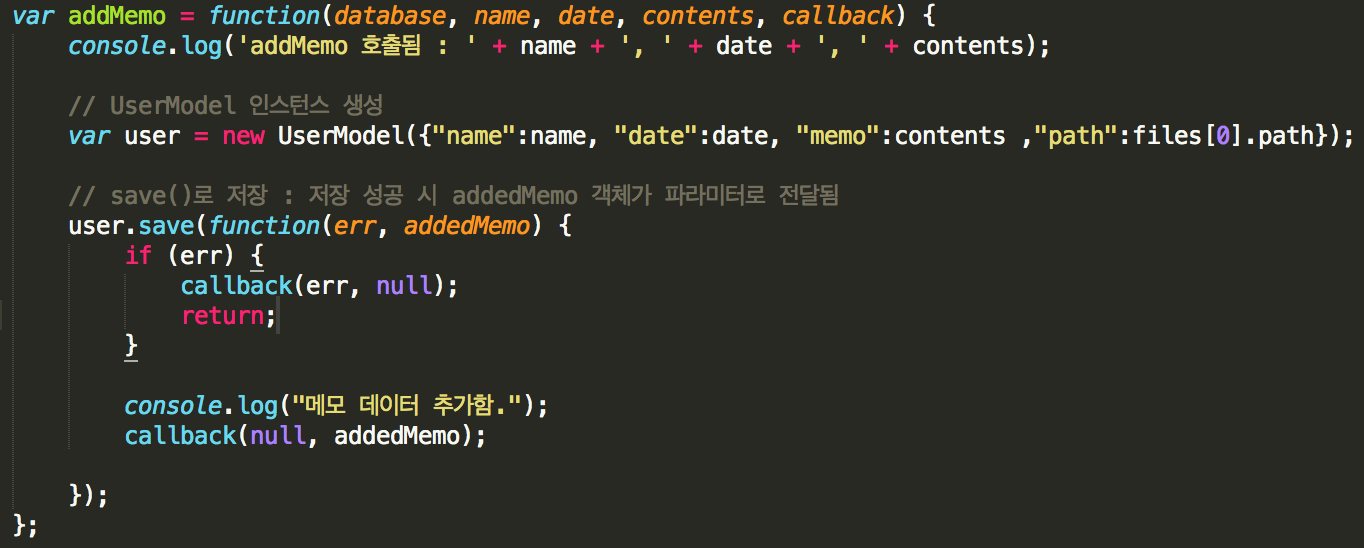 var addMemo = function(database, name, date, contents, callback) {
console.log('addMemo 호출됨 : ' + name + ', ' + date + ', ' + contents);
// UserModel 인스턴스 생성
var user = new UserModel({"name":name, "date":date, "memo":contents ,"path":files[0].path});
// save()로 저장 : 저장 성공 시 addedMemo 객체가 파라미터로 전달됨
user.save(function(err, addedMemo) {
if (err) {
callback(err, null);
return;
}
console.log("메모 데이터 추가함.");
callback(null, addedMemo);
});
};